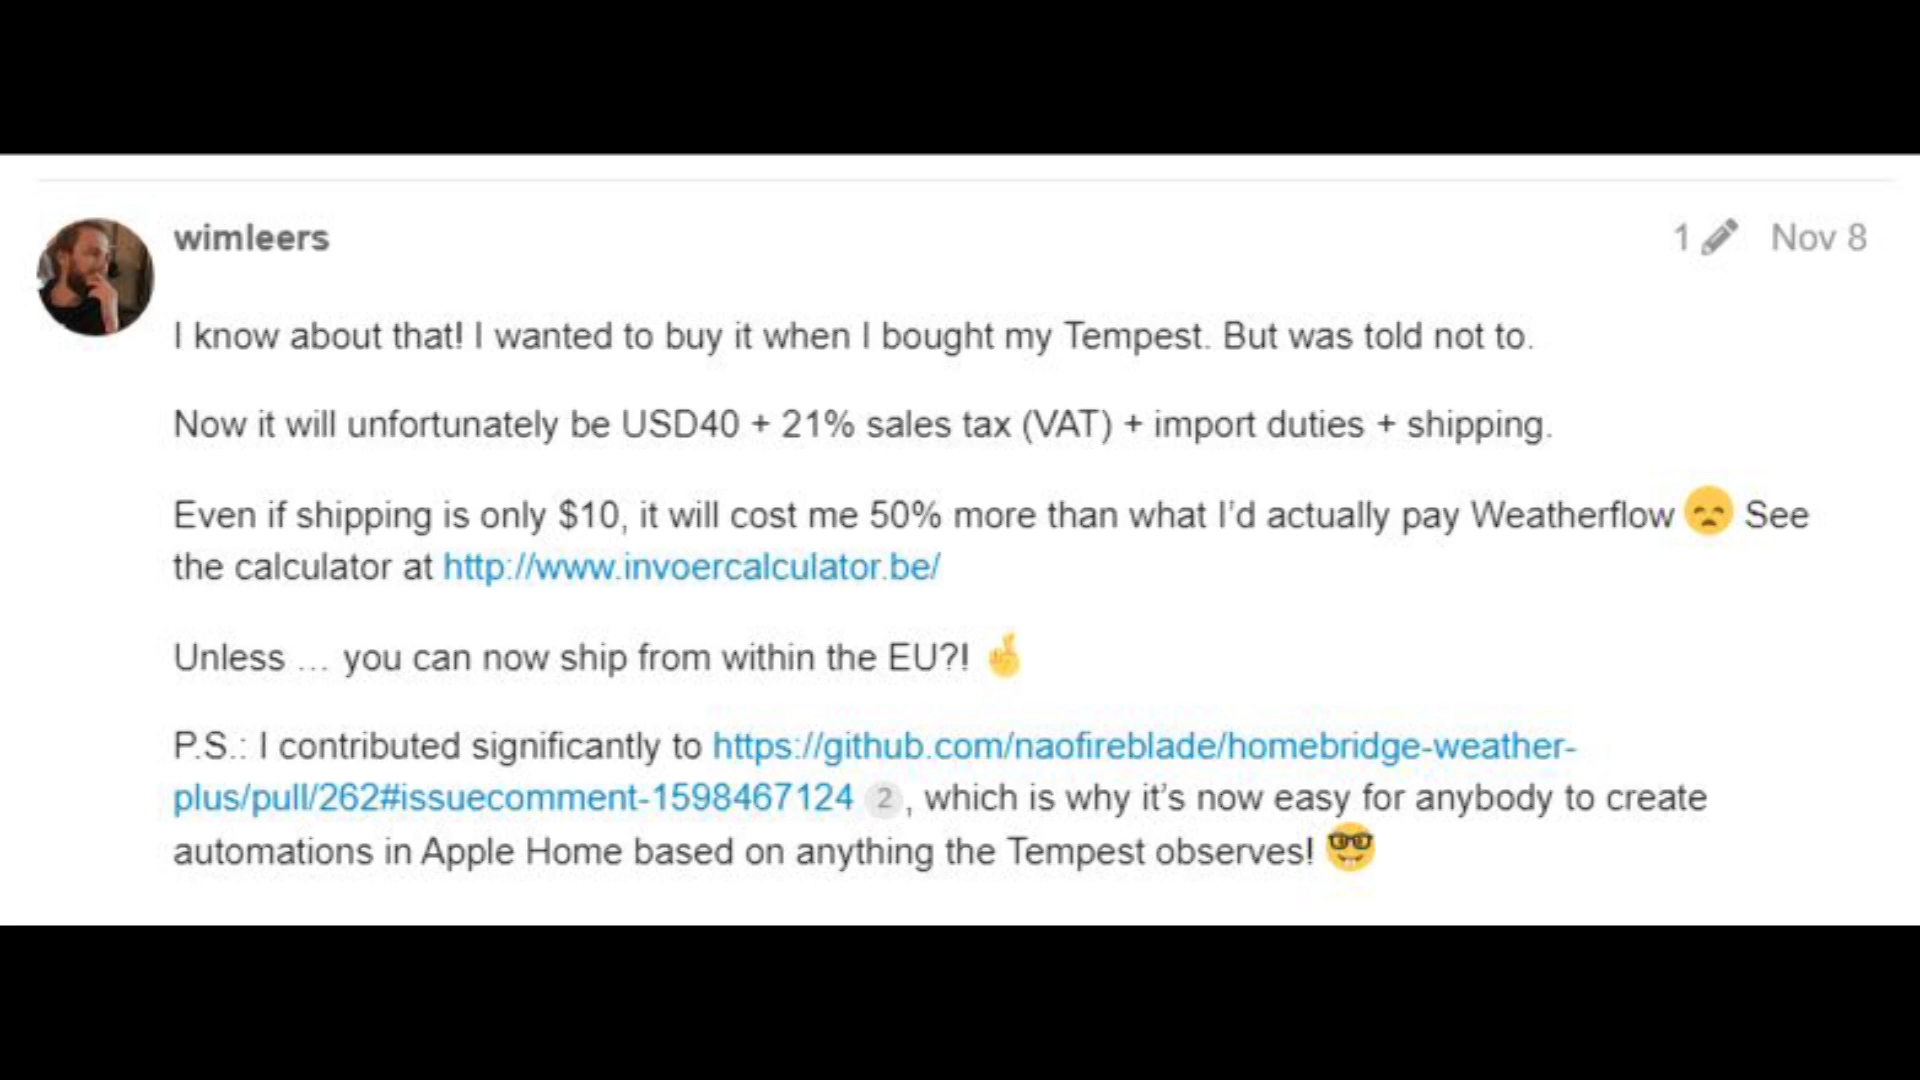 wimleers
1 Nov 8
I know about that! I wanted to buy it when I bought my Tempest. But was told not to.
Now it will unfortunately be USD40 + 21% sales tax (VAT) + import duties + shipping.
Even if shipping is only $10, it will cost me 50% more than what I’d actually pay Weatherflow 😞 See
the calculator at http://www.invoercalculator.be/
Unless … you can now ship from within the EU?! 🤞
P.S.: I contributed significantly to https://github.com/naofireblade/homebridge-weather-
plus/pull/262#issuecomment-1598467124 2 , which is why it’s now easy for anybody to create
automations in Apple Home based on anything the Tempest observes! 🤓